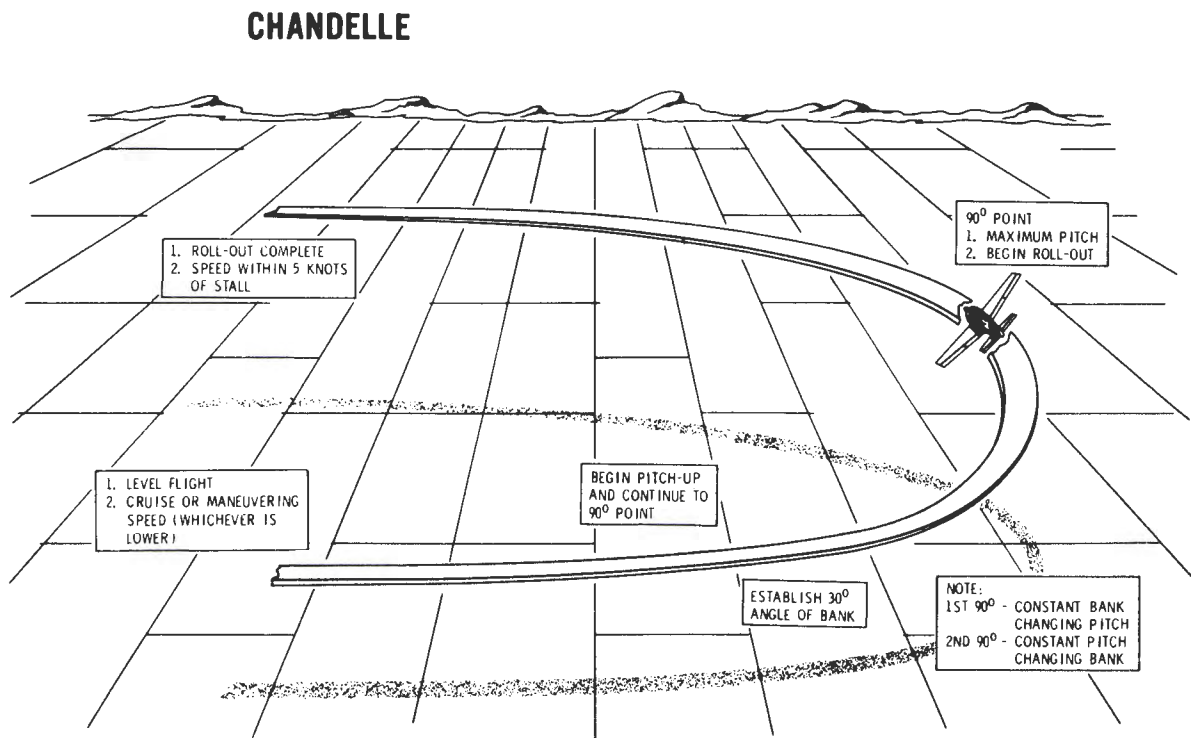 CHANDELLE
90° POINT
1. MAXIMUM PITCH
2. BEGIN ROLL-OUT
1. ROLL-OUT COMPLETE
2. SPEED WITHIN 5 KNOTS
OF STALL
1. LEVEL FLIGHT
2. CRUISE OR MANEUVERING
SPEED (WHICHEVER IS
LOWER)
BEGIN PITCH-UP
AND CONTINUE TO
90° POINT
ESTABLISH 30°
ANGLE OF BANK
NOTE:
1ST 90° - CONSTANT BANK
CHANGING PITCH
2ND 90° - CONSTANT PITCH
CHANGING BANK